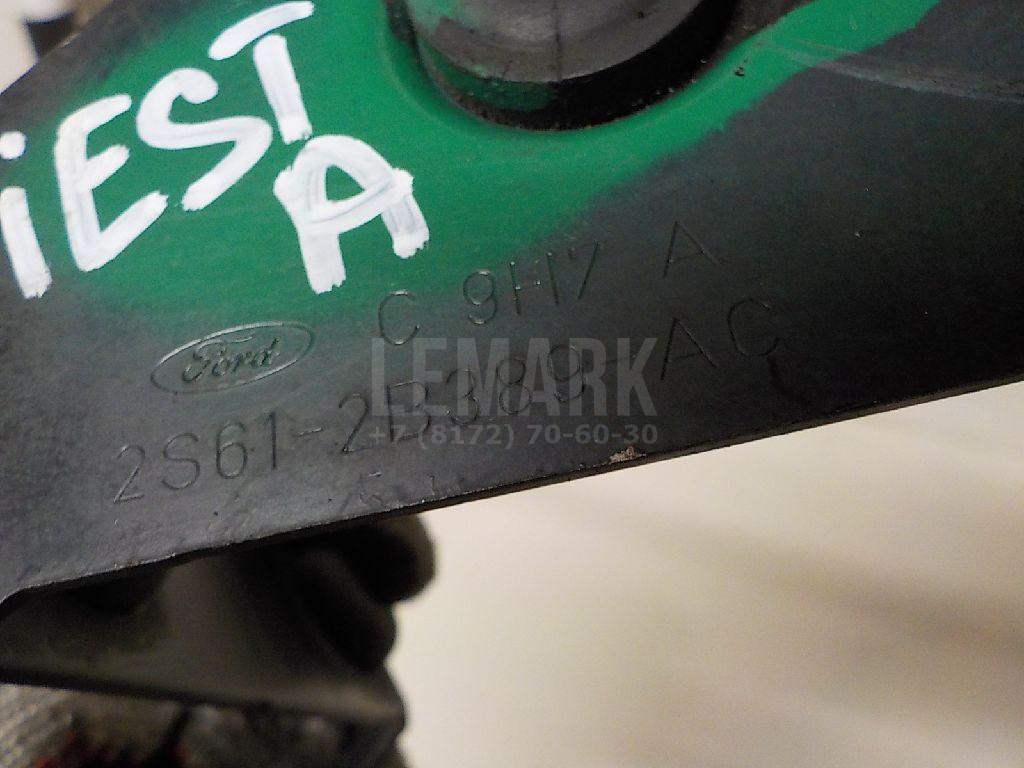 iEST
A
C 9H17 A
Ford
2S61-2B389-AC
LEMARK
+7 (8172) 70-60-30